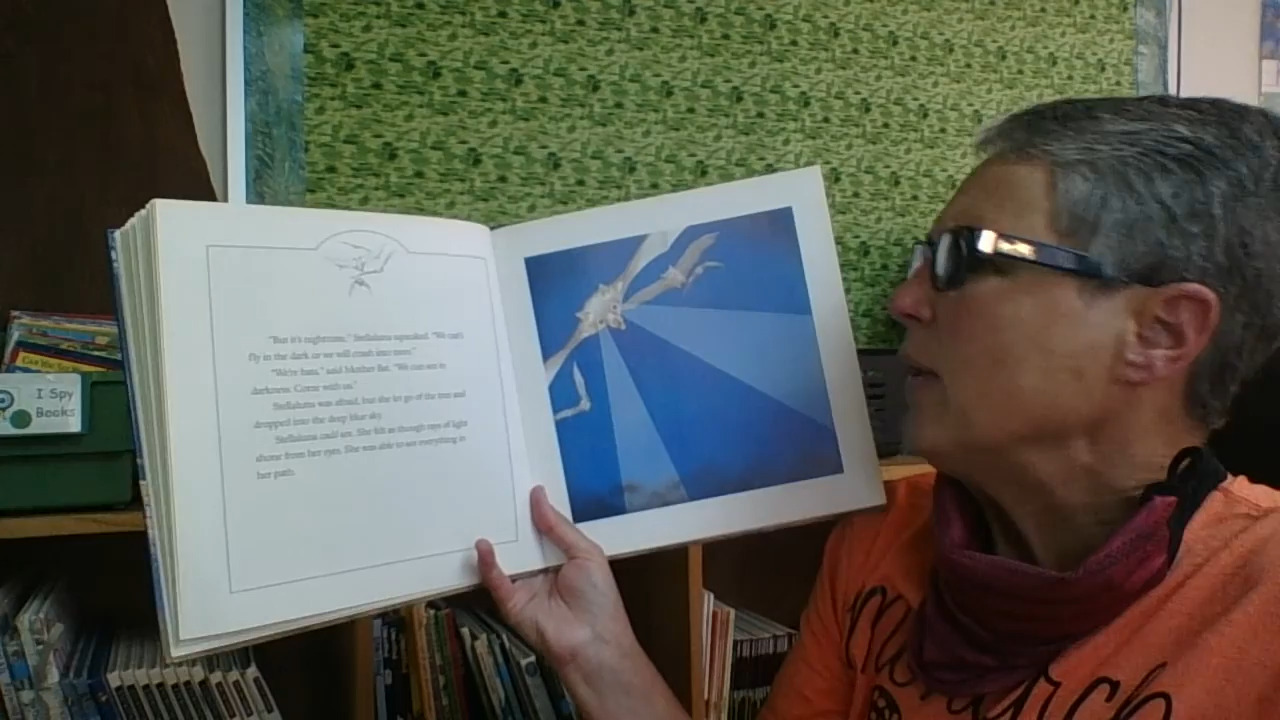 "But it's nighttime," Stellaluna squeaked. "We can't
fly in the dark or we will crash into trees."
"We're bats," said Mother Bat. "We can see in
darkness. Come with us."
Stellaluna was afraid, but she let go of the tree and
dropped into the deep blue sky.
Stellaluna could see. She felt as though rays of light
shone from her eyes. She was able to see everything in
her path.
I Spy
Books
monarch